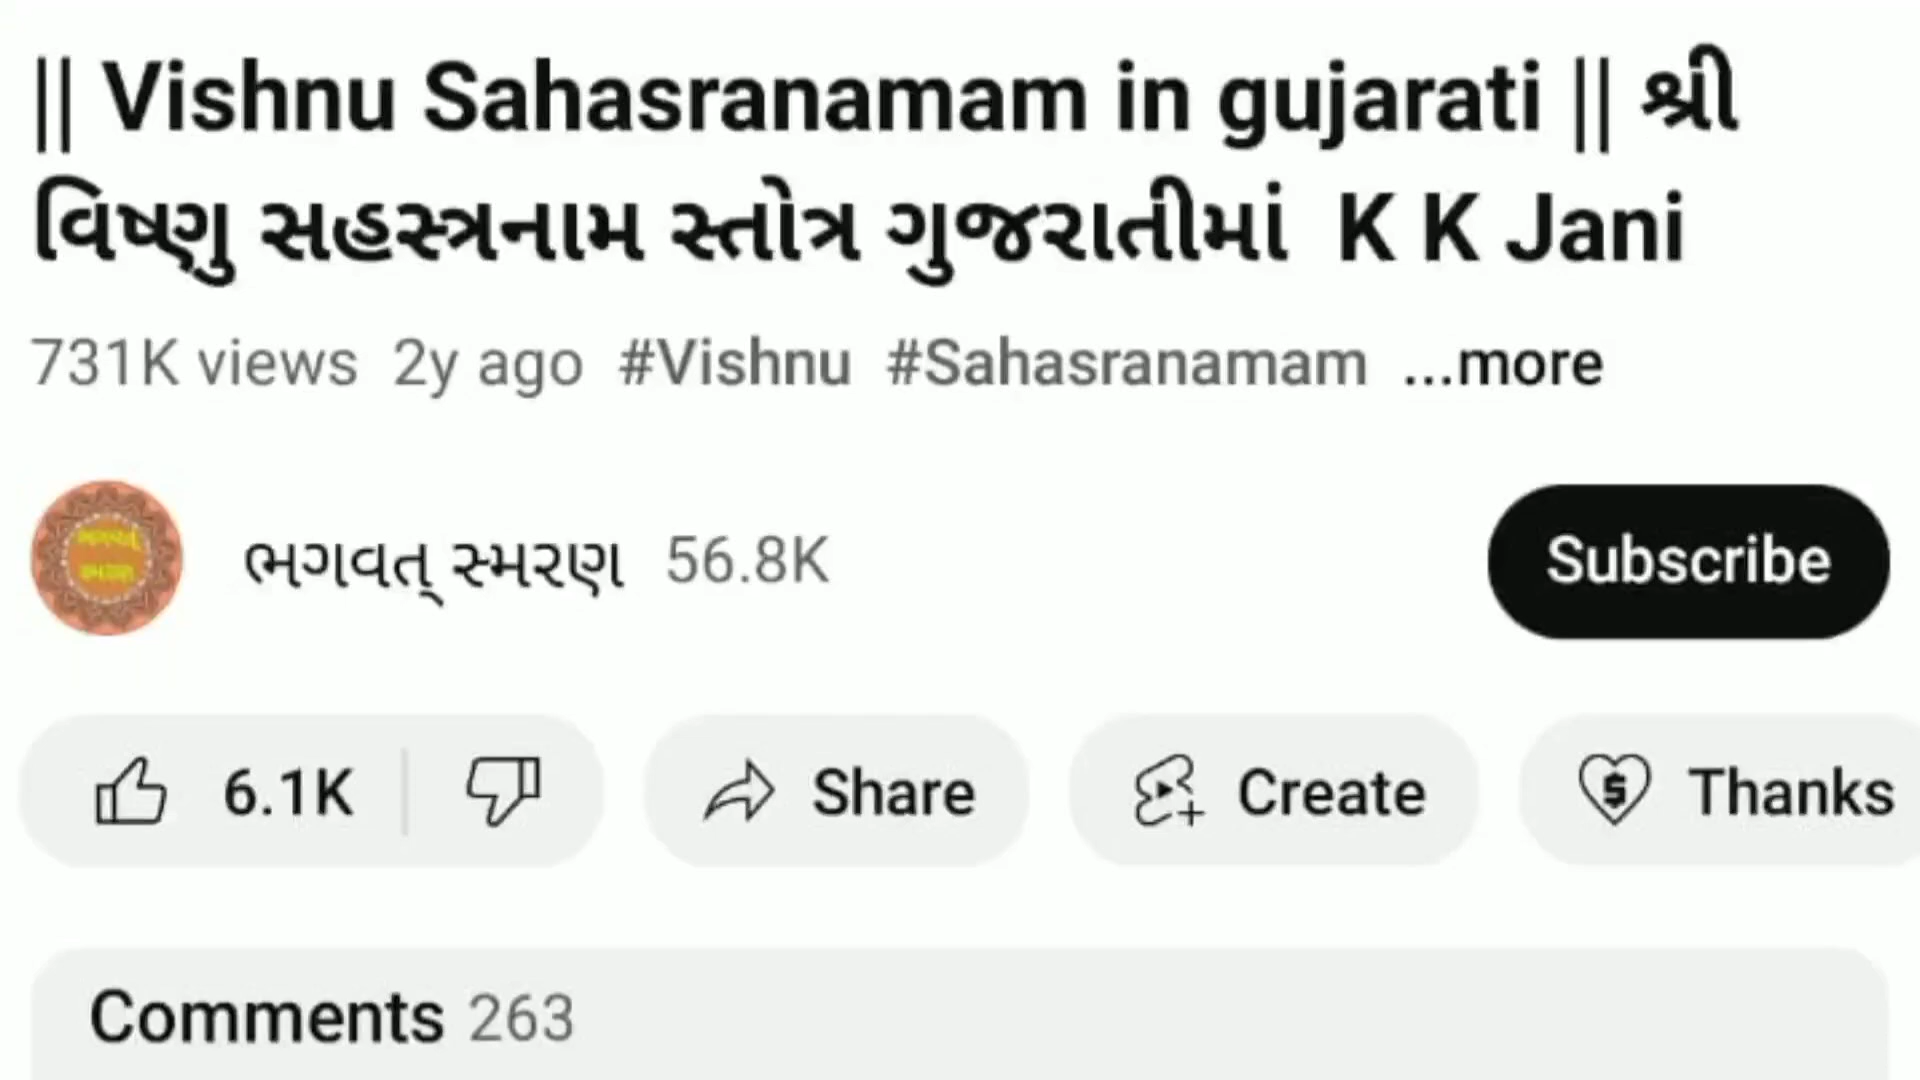 || Vishnu Sahasranamam in gujarati || શ્રી
વિષ્ણુ સહસ્ત્રનામ સ્તોત્ર ગુજરાતીમાં K K Jani
731K views 2y ago #Vishnu #Sahasranamam ...more
ભગવત્ સ્મરણ 56.8K
Subscribe
6.1K Share Create Thanks
Comments 263